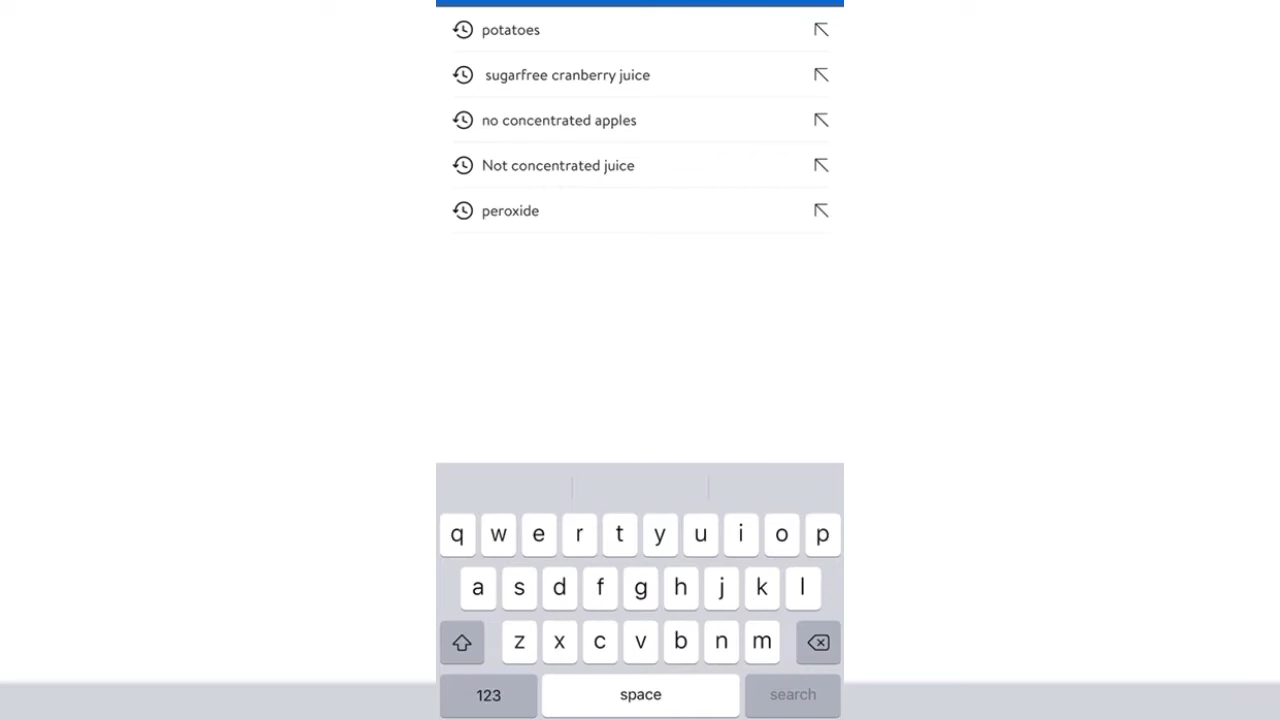 potatoes
sugarfree cranberry juice
no concentrated apples
Not concentrated juice
peroxide
q w e r t y u i o p
a s d f g h j k l
z x c v b n m
123 space search